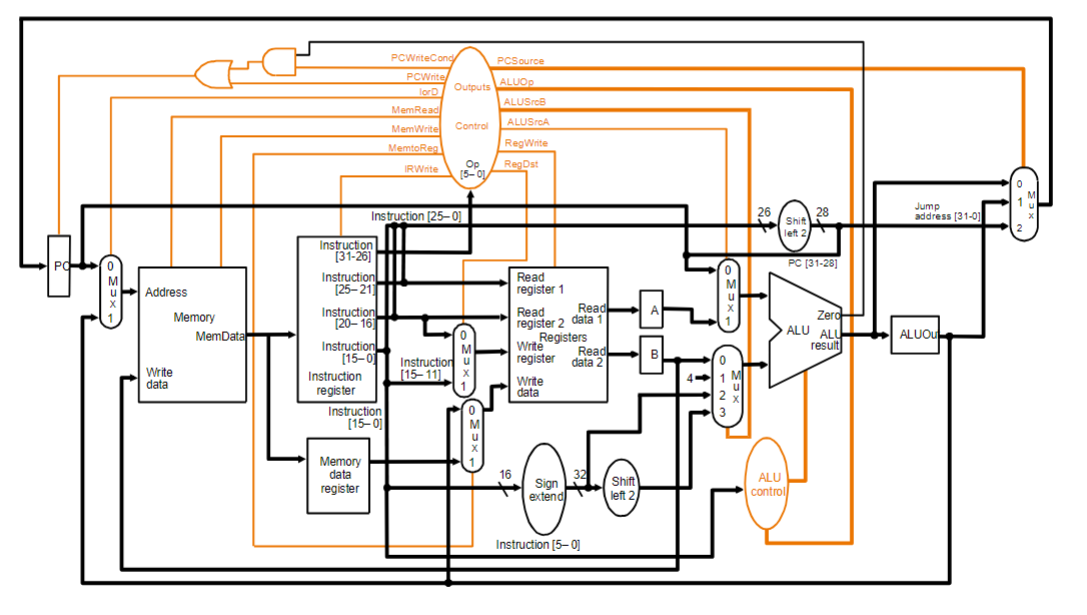 PCWriteCond
PCWrite
IorD
MemRead
MemWrite
MemtoReg
IRWrite
Outputs
Control
Op
[5–0]
PCSource
ALUOp
ALUSrcB
ALUSrcA
RegWrite
RegDst
0
1
2
M
u
x
Jump
address [31-0]
26
Shift
left 2
28
PC [31-28]
Instruction [25–0]
PC
0
M
u
x
1
Address
Memory
MemData
Write
data
Instruction
[31-26]
Instruction
[25–21]
Instruction
[20–16]
Instruction
[15–0]
Instruction
register
Instruction
[15–11]
Instruction
[15–0]
0
M
u
x
1
0
M
u
x
1
Read
register 1
Read
register 2
Registers
Write
register
Write
data
Read
data 1
Read
data 2
A
B
4
0
M
u
x
1
0
1
2
3
M
u
x
Zero
ALU
ALU
result
ALUOu
Memory
data
register
16
Sign
extend
32
Shift
left 2
ALU
control
Instruction [5–0]